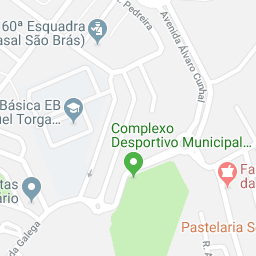 60ª Esquadra
asal São Brás)
Pedreira
Avenida Álvaro Cunhal
Básica EB
uel Torga...
Complexo
Desportivo Municipal...
Fa
da
tas
ário
da Galega
Pastelaria S
R. A